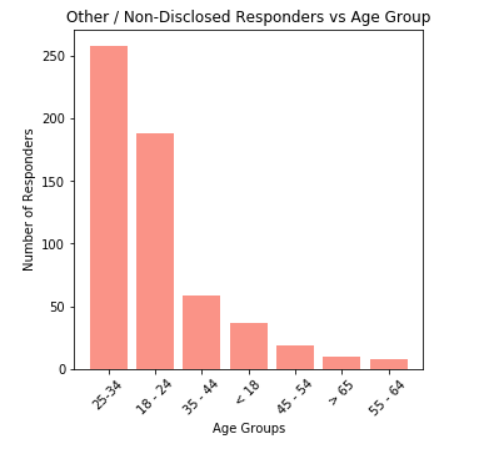 Other / Non-Disclosed Responders vs Age Group
250
200
150
100
50
0
Number of Responders
25-34
18 - 24
35 - 44
< 18
45 - 54
> 65
55 - 64
Age Groups